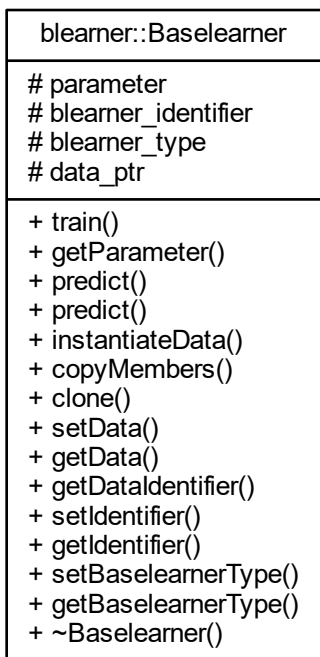 blearner::Baselearner
# parameter
# blearner_identifier
# blearner_type
# data_ptr
+ train()
+ getParameter()
+ predict()
+ predict()
+ instantiateData()
+ copyMembers()
+ clone()
+ setData()
+ getData()
+ getDataIdentifier()
+ setIdentifier()
+ getIdentifier()
+ setBaselearnerType()
+ getBaselearnerType()
+ ~Baselearner()